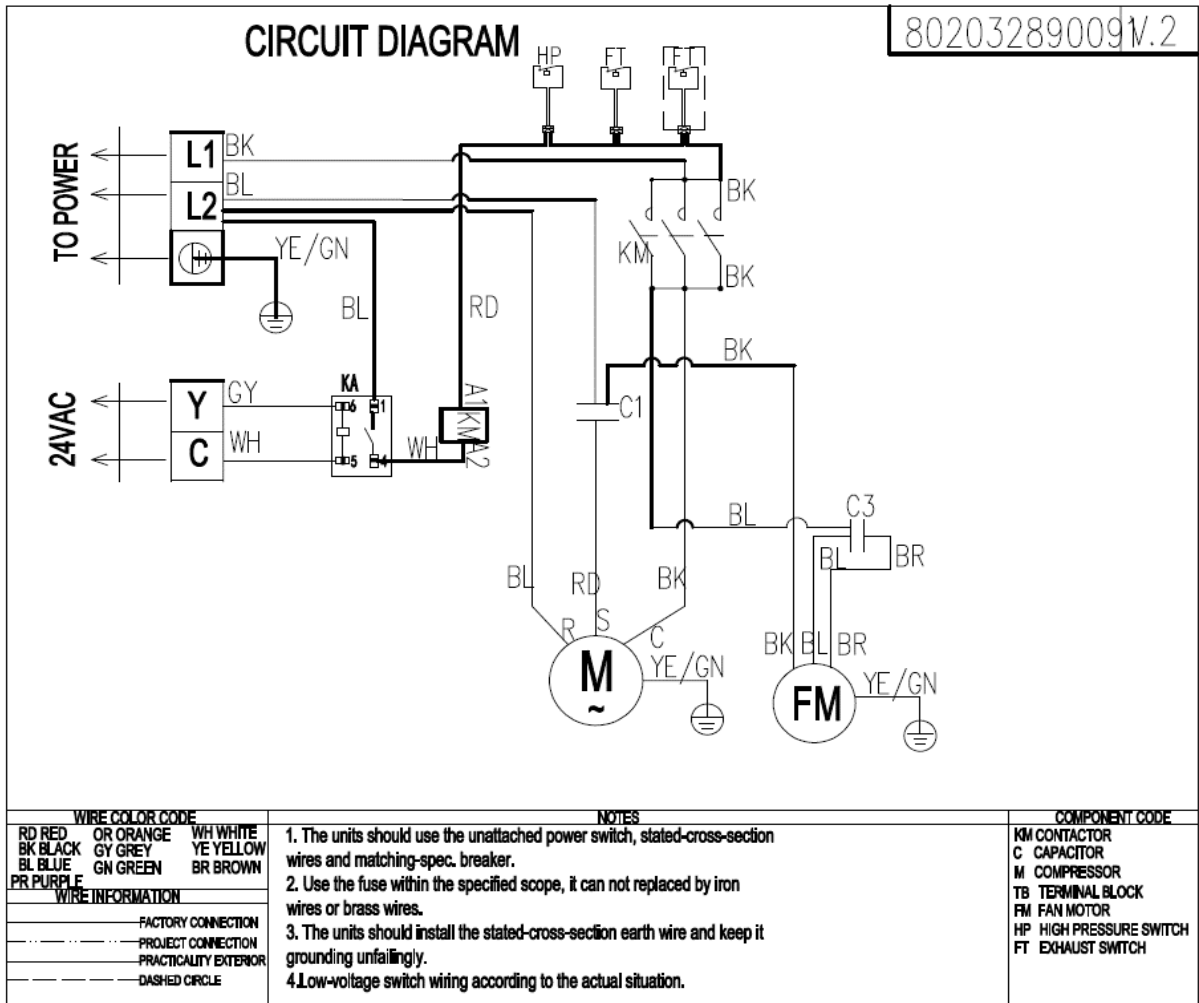 CIRCUIT DIAGRAM
802032890091 V.2
HP FT FT
TO POWER
L1 BK
BL
L2
YE/GN
BK
KM
BK
BL
RD
BK
24VAC
Y GY
C WH
KA
6 1
5 4
WH
A1 KM A2
C1
BL
C3
BL BR
BL RD BK
R S C
M
~
YE/GN
BK BL BR
FM
YE/GN
WIRE COLOR CODE
RD RED OR ORANGE WH WHITE
BK BLACK GY GREY YE YELLOW
BL BLUE GN GREEN BR BROWN
PR PURPLE
WIRE INFORMATION
FACTORY CONNECTION
PROJECT CONNECTION
PRACTICALITY EXTERIOR
DASHED CIRCLE
NOTES
1. The units should use the unattached power switch, stated-cross-section
wires and matching-spec. breaker.
2. Use the fuse within the specified scope, it can not replaced by iron
wires or brass wires.
3. The units should install the stated-cross-section earth wire and keep it
grounding unfailingly.
4.Low-voltage switch wiring according to the actual situation.
COMPONENT CODE
KM CONTACTOR
C CAPACITOR
M COMPRESSOR
TB TERMINAL BLOCK
FM FAN MOTOR
HP HIGH PRESSURE SWITCH
FT EXHAUST SWITCH